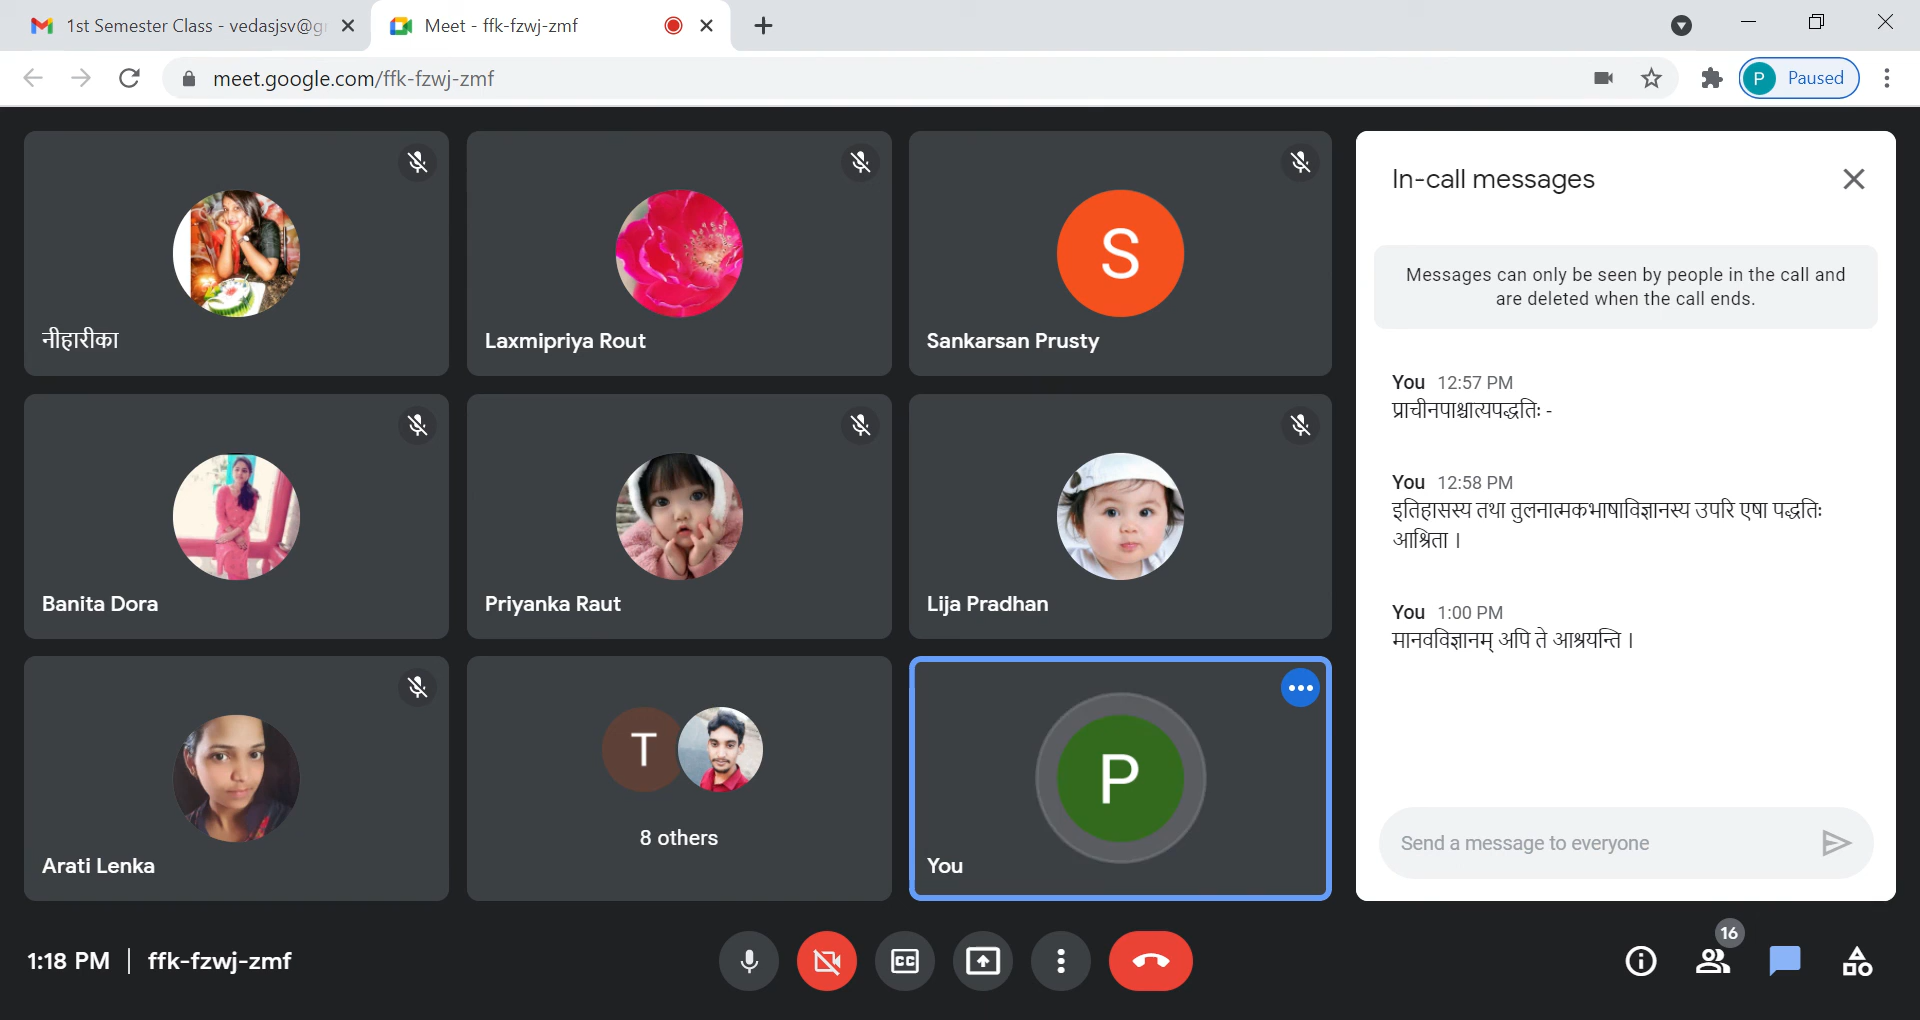 1st Semester Class - vedasjsv@g
Meet - ffk-fzwj-zmf
meet.google.com/ffk-fzwj-zmf
P
Paused
नीहारीका
Laxmipriya Rout
S
Sankarsan Prusty
Banita Dora
Priyanka Raut
Lija Pradhan
Arati Lenka
T
8 others
P
You
In-call messages
Messages can only be seen by people in the call and
are deleted when the call ends.
You 12:57 PM
प्राचीनपाश्चात्यपद्धतिः -
You 12:58 PM
इतिहासस्य तथा तुलनात्मकभाषाविज्ञानस्य उपरि एषा पद्धतिः
आश्रिता ।
You 1:00 PM
मानवविज्ञानम् अपि ते आश्रयन्ति ।
Send a message to everyone
1:18 PM | ffk-fzwj-zmf
CC
16